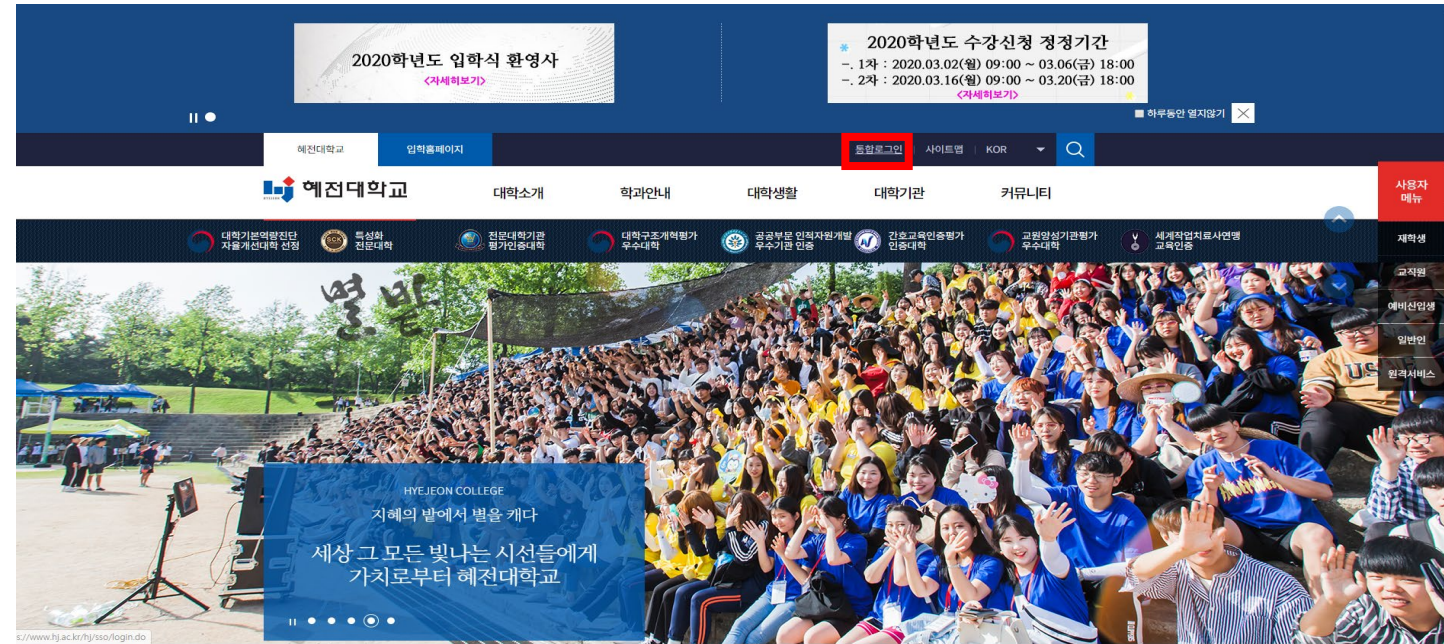 2020학년도 입학식 환영사
<자세히보기>
2020학년도 수강신청 정정기간
-. 1차 : 2020.03.02(월) 09:00 ~ 03.06(금) 18:00
-. 2차 : 2020.03.16(월) 09:00 ~ 03.20(금) 18:00
<자세히보기>
하루동안 열지않기
혜전대학교
입학홈페이지
통합로그인
사이트맵
KOR
혜전대학교
대학소개
학과안내
대학생활
대학기관
커뮤니티
사용자
메뉴
대학기본역량진단
자율개선대학 선정
SCK
특성화
전문대학
전문대학기관
평가인증대학
대학구조개혁평가
우수대학
공공부문 인적자원개발
우수기관 인증
간호교육인증평가
인증대학
교원양성기관평가
우수대학
세계작업치료사연맹
교육인증
재학생
교직원
예비신입생
일반인
원격서비스
별밭
HYEJEON COLLEGE
지혜의 밭에서 별을 캐다
세상 그 모든 빛나는 시선들에게
가치로부터 혜전대학교
s://www.hj.ac.kr/hj/sso/login.do